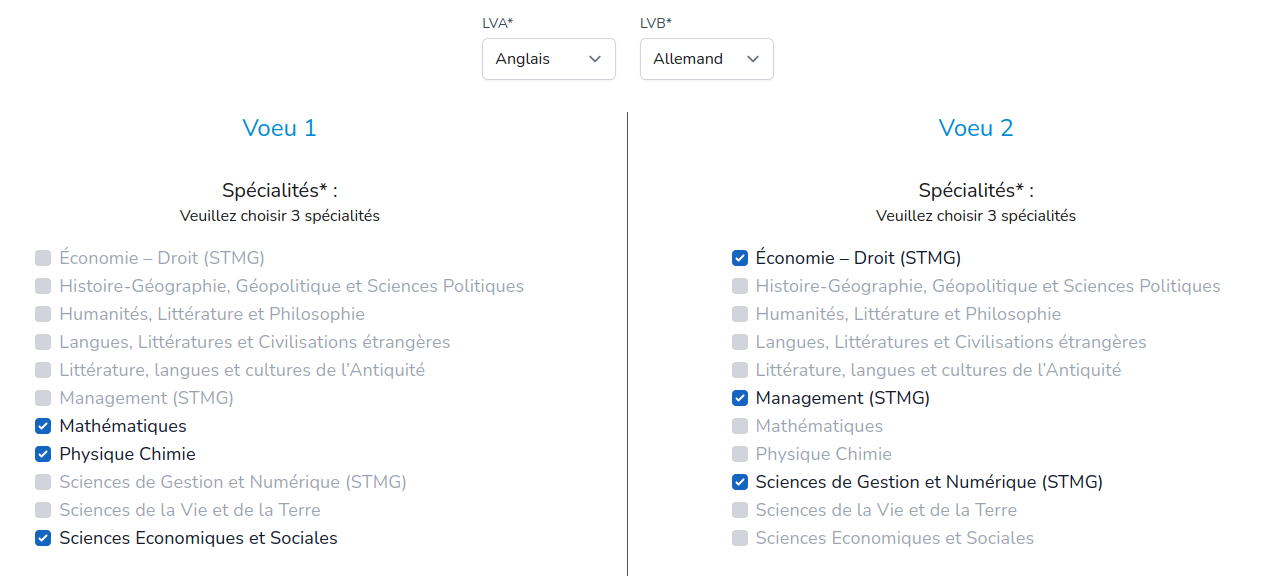 LVA*
LVB*
Anglais
Allemand
Voeu 1
Spécialités* :
Veuillez choisir 3 spécialités
Économie – Droit (STMG)
Histoire-Géographie, Géopolitique et Sciences Politiques
Humanités, Littérature et Philosophie
Langues, Littératures et Civilisations étrangères
Littérature, langues et cultures de l’Antiquité
Management (STMG)
Mathématiques
Physique Chimie
Sciences de Gestion et Numérique (STMG)
Sciences de la Vie et de la Terre
Sciences Economiques et Sociales
Voeu 2
Spécialités* :
Veuillez choisir 3 spécialités
Économie – Droit (STMG)
Histoire-Géographie, Géopolitique et Sciences Politiques
Humanités, Littérature et Philosophie
Langues, Littératures et Civilisations étrangères
Littérature, langues et cultures de l’Antiquité
Management (STMG)
Mathématiques
Physique Chimie
Sciences de Gestion et Numérique (STMG)
Sciences de la Vie et de la Terre
Sciences Economiques et Sociales